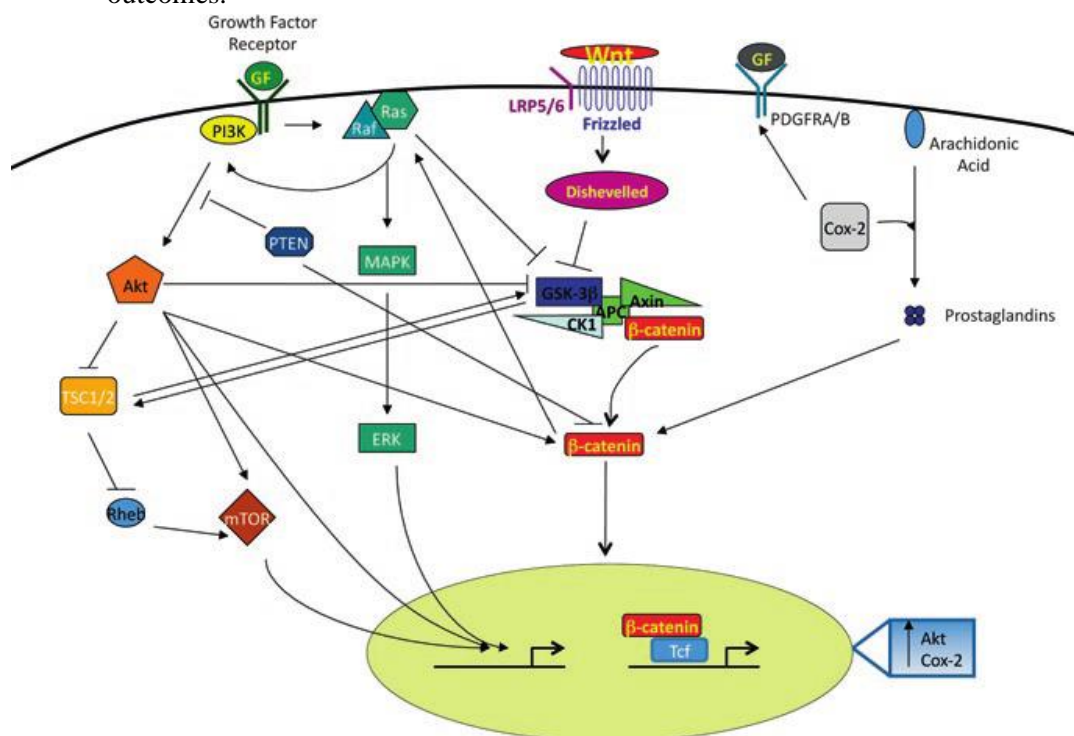 outcomes.
Growth Factor
Receptor
GF
PI3K
Raf
Ras
LRP5/6
Wnt
Frizzled
GF
PDGFRA/B
Arachidonic
Acid
Dishevelled
Cox-2
PTEN
MAPK
Akt
GSK-3β
APC
Axin
CK1
β-catenin
Prostaglandins
TSC1/2
ERK
β-catenin
Rheb
mTOR
β-catenin
Tcf
Akt
Cox-2